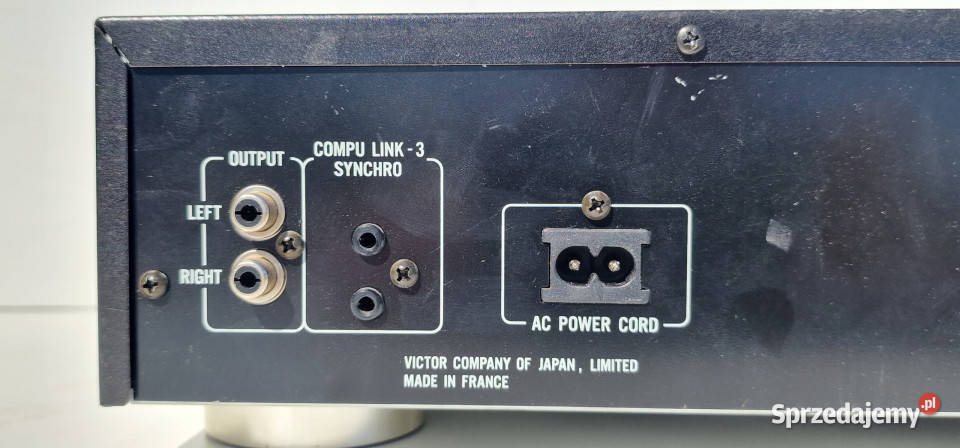 OUTPUT
COMPU LINK-3
SYNCHRO
LEFT
RIGHT
AC POWER CORD
VICTOR COMPANY OF JAPAN, LIMITED
MADE IN FRANCE
Sprzedajemy.pl